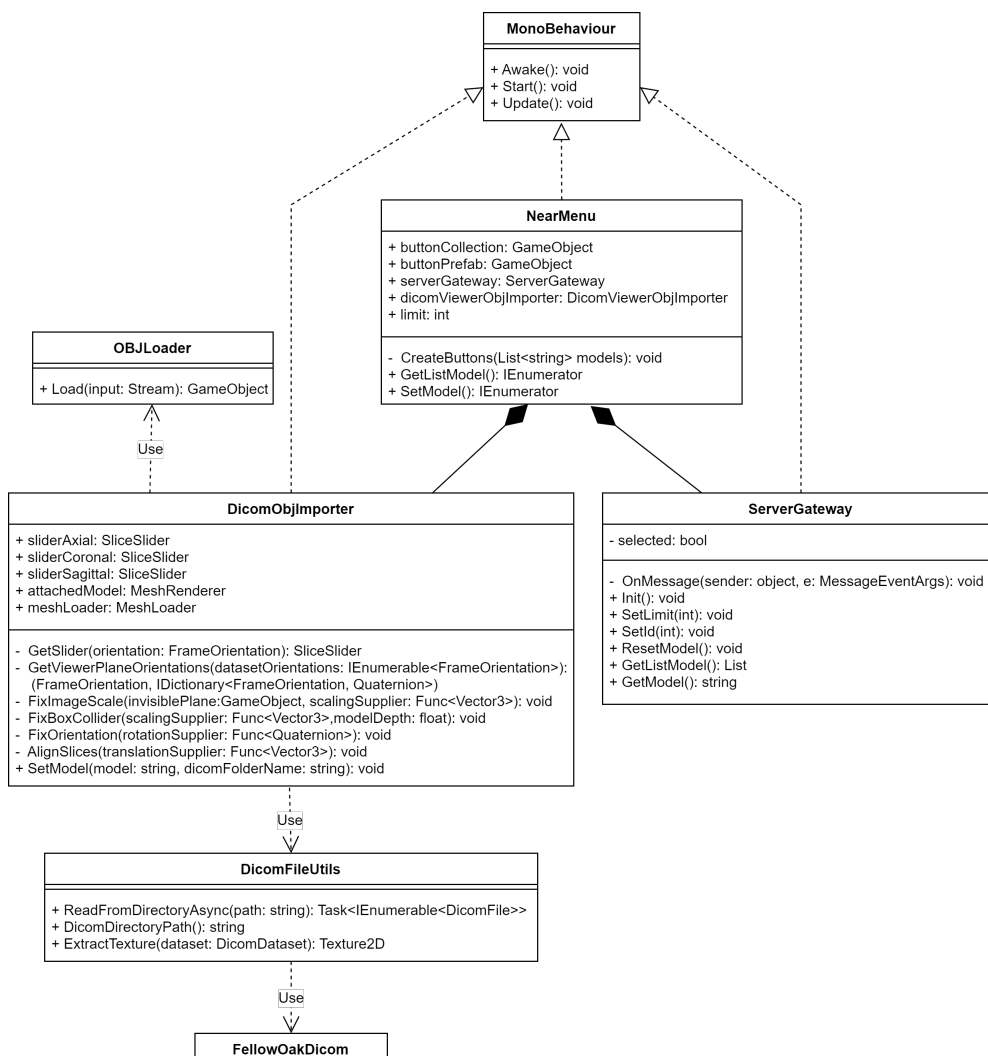 MonoBehaviour
+ Awake(): void
+ Start(): void
+ Update(): void
NearMenu
+ buttonCollection: GameObject
+ buttonPrefab: GameObject
+ serverGateway: ServerGateway
+ dicomViewerObjImporter: DicomViewerObjImporter
+ limit: int
- CreateButtons(List<string> models): void
+ GetListModel(): IEnumerator
+ SetModel(): IEnumerator
OBJLoader
+ Load(input: Stream): GameObject
Use
DicomObjImporter
+ sliderAxial: SliceSlider
+ sliderCoronal: SliceSlider
+ sliderSagittal: SliceSlider
+ attachedModel: MeshRenderer
+ meshLoader: MeshLoader
- GetSlider(orientation: FrameOrientation): SliceSlider
- GetViewerPlaneOrientations(datasetOrientations: IEnumerable<FrameOrientation>):
(FrameOrientation, IDictionary<FrameOrientation, Quaternion>)
- FixImageScale(invisiblePlane:GameObject, scalingSupplier: Func<Vector3>): void
- FixBoxCollider(scalingSupplier: Func<Vector3>,modelDepth: float): void
- FixOrientation(rotationSupplier: Func<Quaternion>): void
- AlignSlices(translationSupplier: Func<Vector3>): void
+ SetModel(model: string, dicomFolderName: string): void
ServerGateway
- selected: bool
- OnMessage(sender: object, e: MessageEventArgs): void
+ Init(): void
+ SetLimit(int): void
+ SetId(int): void
+ ResetModel(): void
+ GetListModel(): List
+ GetModel(): string
Use
DicomFileUtils
+ ReadFromDirectoryAsync(path: string): Task<IEnumerable<DicomFile>>
+ DicomDirectoryPath(): string
+ ExtractTexture(dataset: DicomDataset): Texture2D
Use
FellowOakDicom